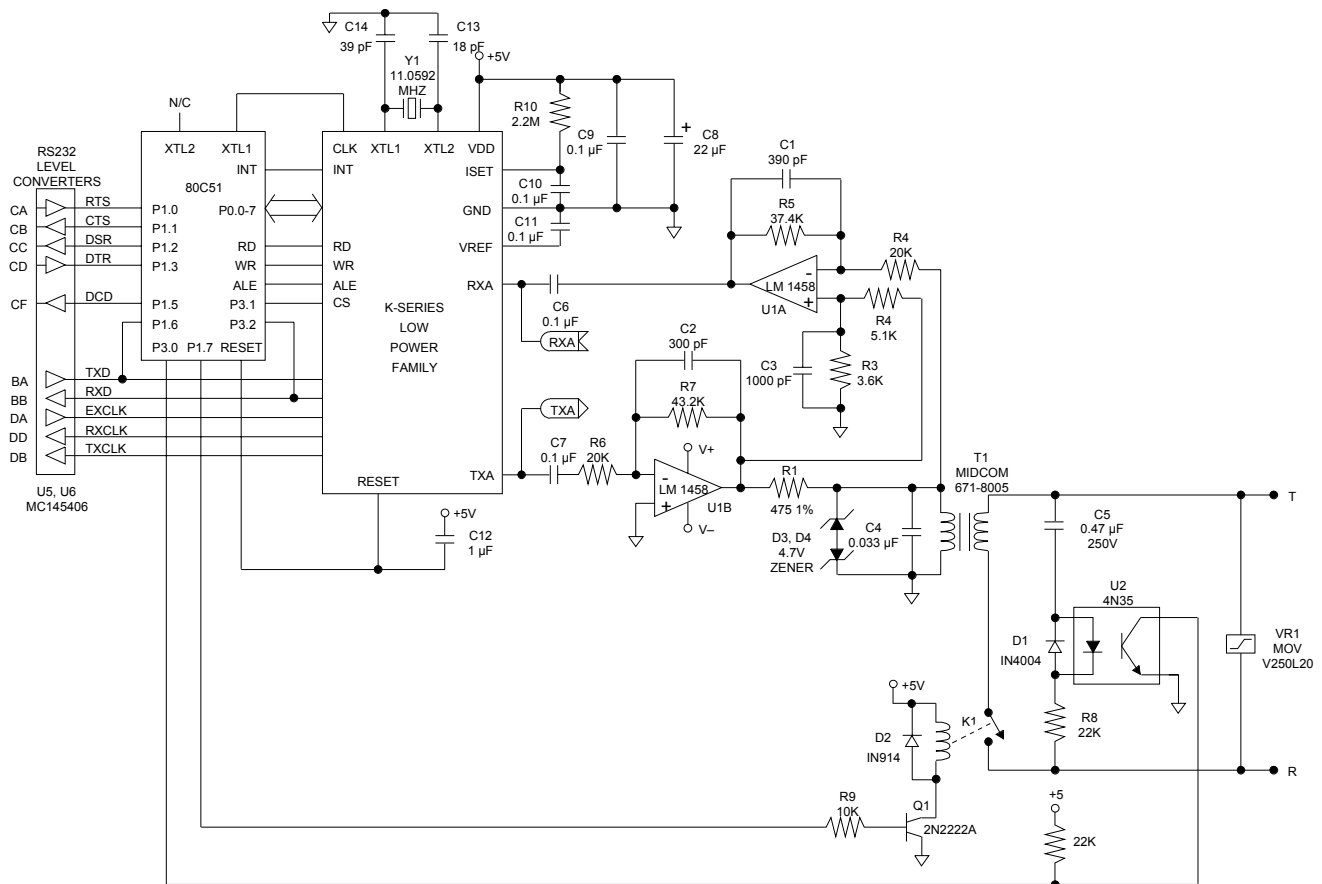 C14
39 pF
C13
18 pF
+5V
Y1
11.0592
MHZ
R10
2.2M
C9
0.1 µF
+
C8
22 µF
N/C
XTL2
XTL1
INT
80C51
P0.0-7
P1.0
P1.1
P1.2
P1.3
P1.5
P1.6
P3.0
P1.7
RESET
RD
WR
ALE
P3.1
P3.2
CLK
XTL1
XTL2
VDD
INT
ISET
GND
VREF
RXA
RD
WR
ALE
CS
K-SERIES
LOW
POWER
FAMILY
TXA
RESET
RS232
LEVEL
CONVERTERS
CA
RTS
CB
CTS
CC
DSR
CD
DTR
CF
DCD
BA
TXD
BB
RXD
DA
EXCLK
DD
RXCLK
DB
TXCLK
U5, U6
MC145406
C10
0.1 µF
C11
0.1 µF
C6
0.1 µF
RXA
TXA
C1
390 pF
R5
37.4K
R4
20K
-
LM 1458
+
U1A
R4
5.1K
C3
1000 pF
R3
3.6K
C2
300 pF
R7
43.2K
C7
0.1 µF
R6
20K
V+
-
LM 1458
+
U1B
V–
R1
475 1%
D3, D4
4.7V
ZENER
C4
0.033 µF
T1
MIDCOM
671-8005
T
C5
0.47 µF
250V
U2
4N35
D1
IN4004
VR1
MOV
V250L20
R8
22K
R
+5V
C12
1 µF
+5V
D2
IN914
K1
R9
10K
Q1
2N2222A
+5
22K